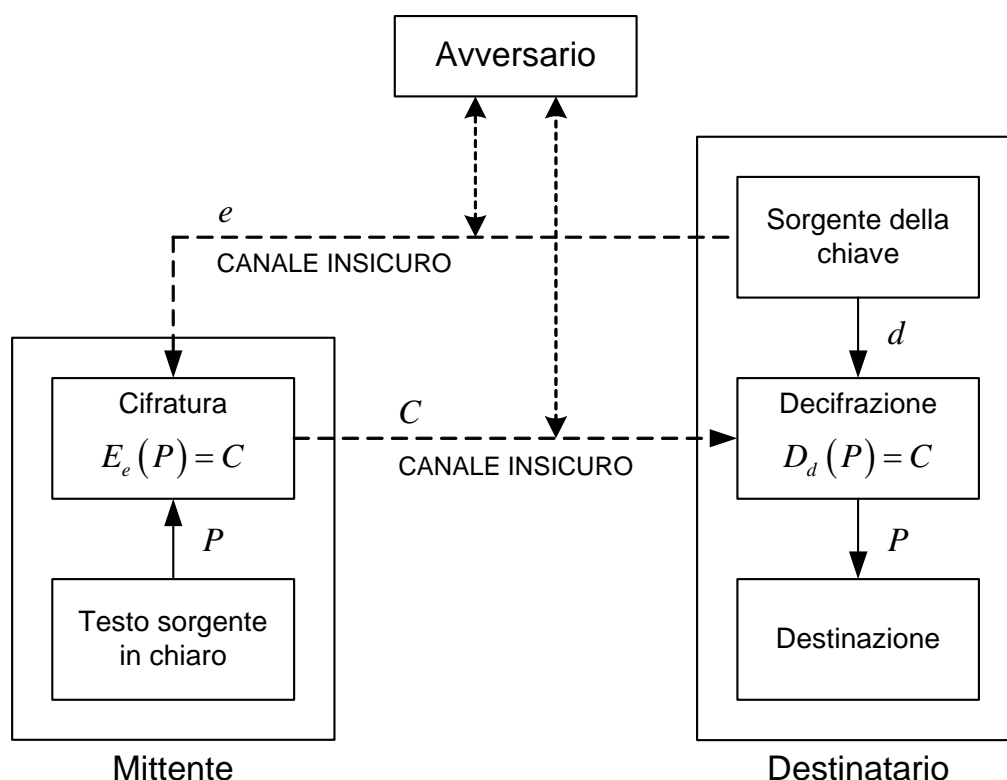 Avversario
e
CANALE INSICURO
Sorgente della
chiave
d
Cifratura
E_e(P) = C
C
CANALE INSICURO
Decifrazione
D_d(P) = C
P
P
Testo sorgente
in chiaro
Destinazione
Mittente
Destinatario